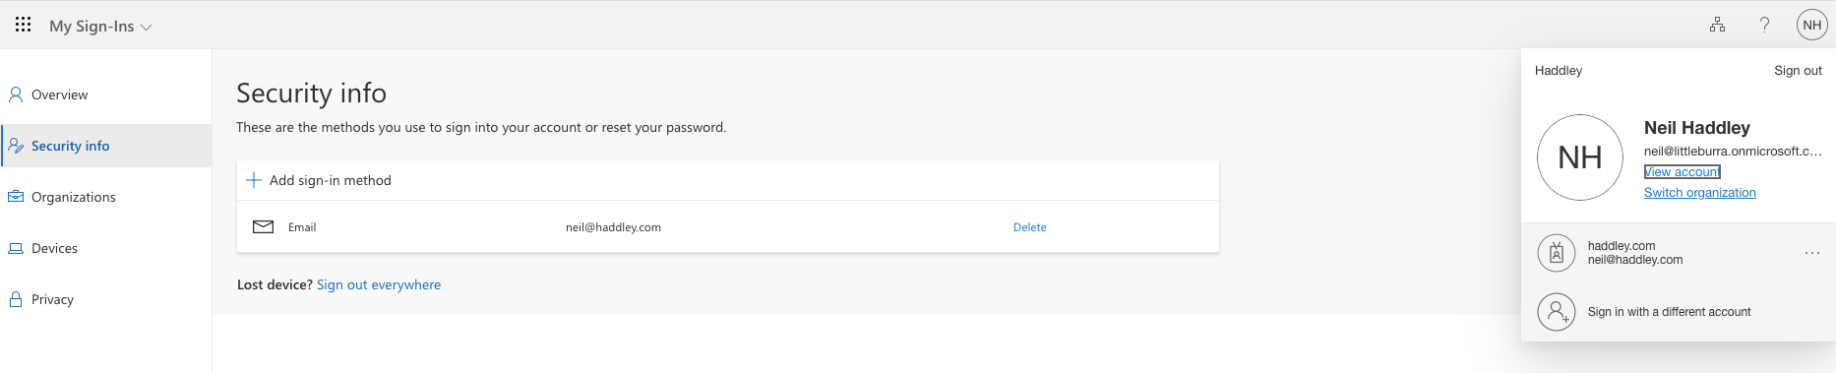 My Sign-Ins
?
NH
Overview
Security info
Organizations
Devices
Privacy
Security info
These are the methods you use to sign into your account or reset your password.
Add sign-in method
Email neil@haddley.com Delete
Lost device? Sign out everywhere
Haddley Sign out
NH
Neil Haddley
neil@littleburra.onmicrosoft.c...
View account
Switch organization
haddley.com
neil@haddley.com
...
Sign in with a different account